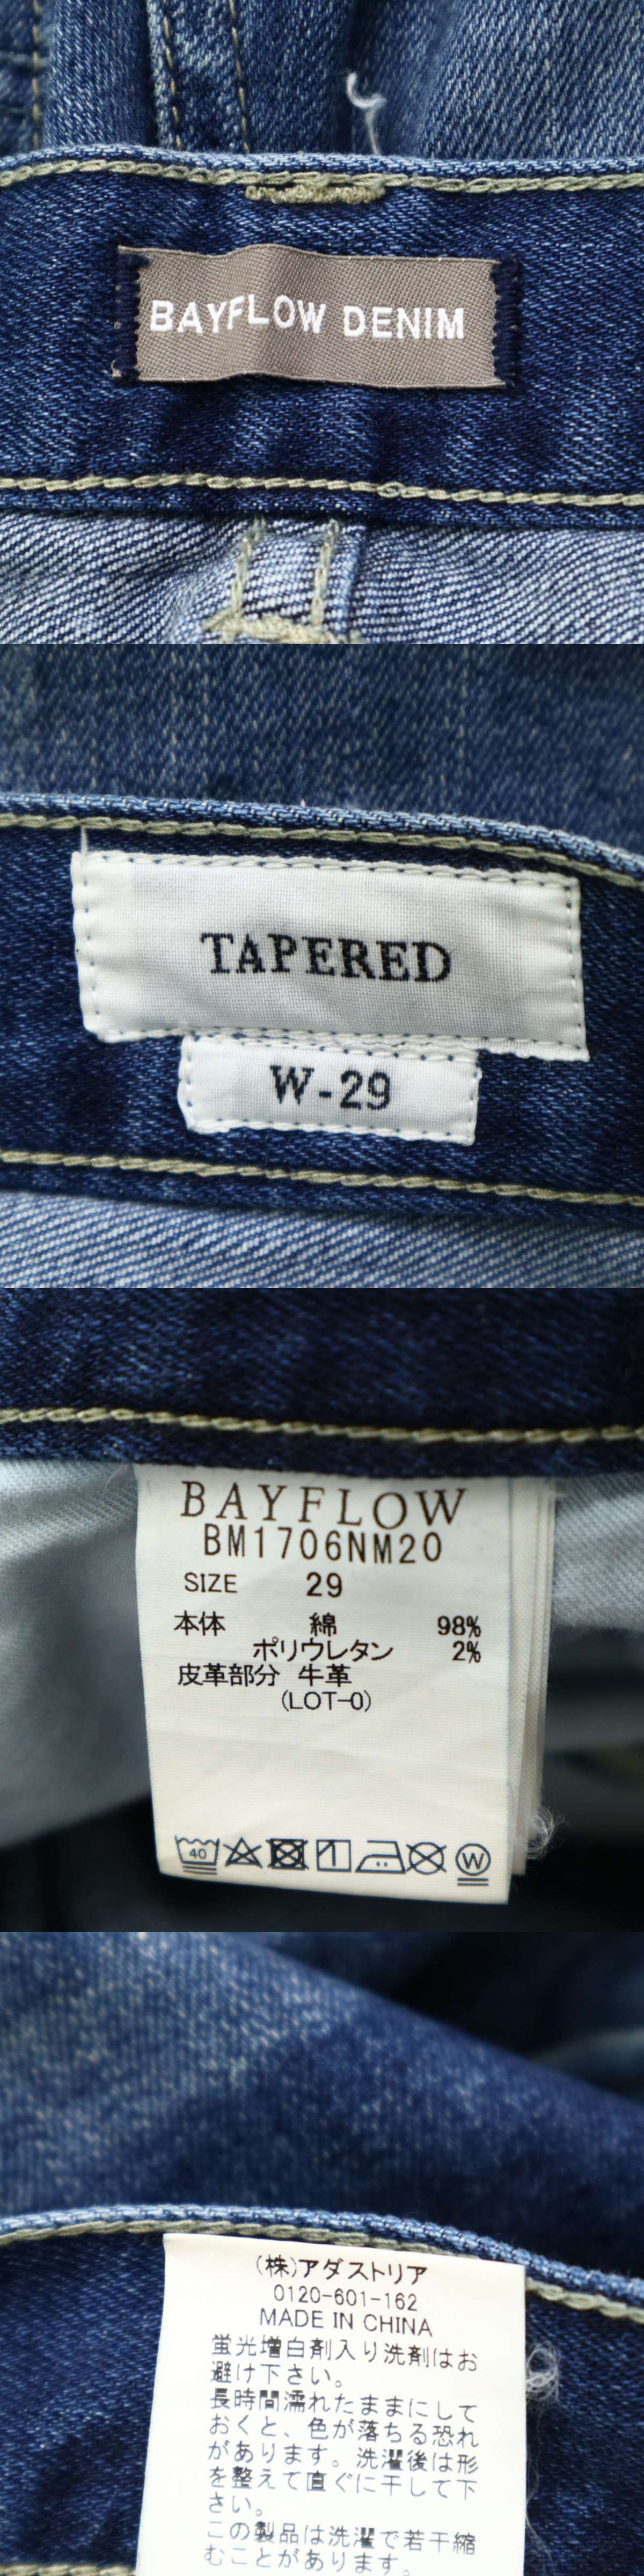 BAYFLOW DENIM
TAPERED
W-29
BAYFLOW
BM1706NM20
SIZE 29
本体 綿 98%
ポリウレタン 2%
皮革部分 牛革
(LOT-0)
40
W
(株)アダストリア
0120-601-162
MADE IN CHINA
蛍光増白剤入り洗剤はお
避け下さい。
長時間濡れたままにして
おくと、色が落ちる恐れ
があります。洗濯後は形
を整えて直ぐに干して下
さい。
この製品は洗濯で若干縮
むことがあります。